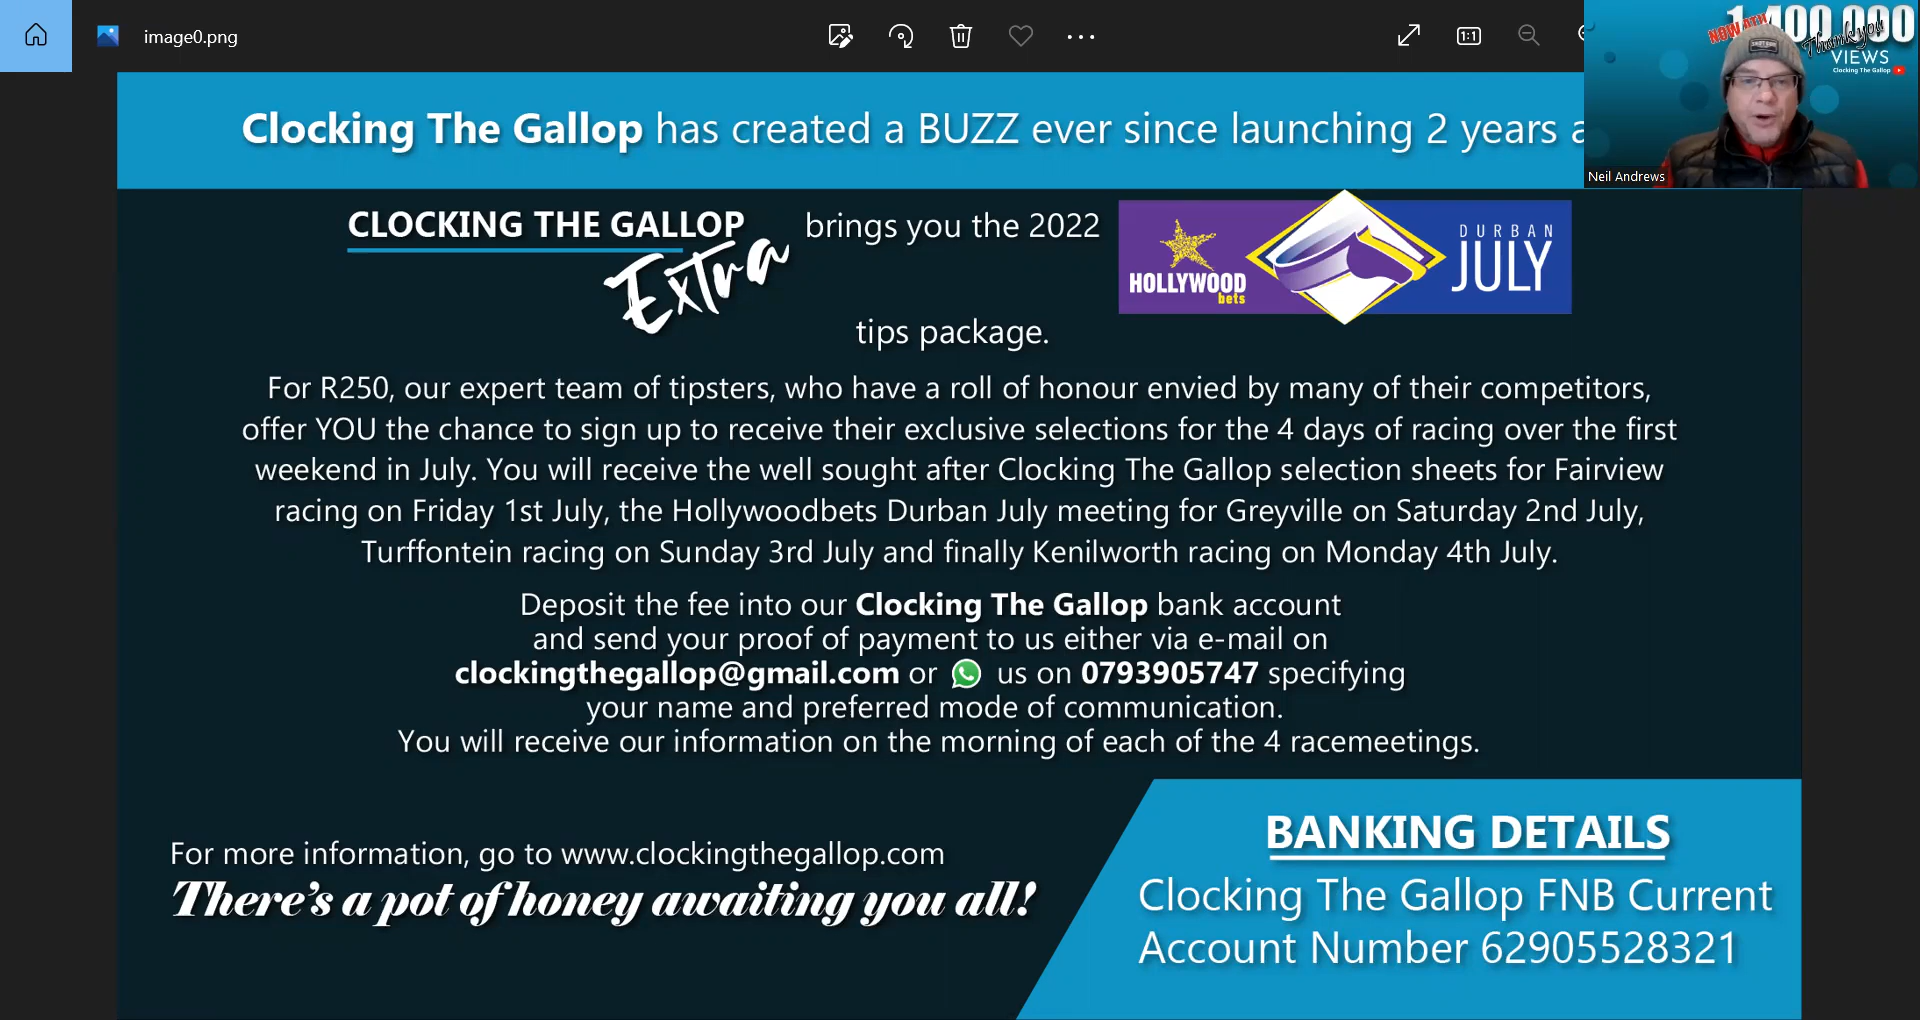 image0.png
NOW AT
1 400 000
Thank you
VIEWS
Clocking The Gallop
Neil Andrews
Clocking The Gallop has created a BUZZ ever since launching 2 years
CLOCKING THE GALLOP
Extra
brings you the 2022
HOLLYWOOD
bets
DURBAN
JULY
tips package.
For R250, our expert team of tipsters, who have a roll of honour envied by many of their competitors,
offer YOU the chance to sign up to receive their exclusive selections for the 4 days of racing over the first
weekend in July. You will receive the well sought after Clocking The Gallop selection sheets for Fairview
racing on Friday 1st July, the Hollywoodbets Durban July meeting for Greyville on Saturday 2nd July,
Turffontein racing on Sunday 3rd July and finally Kenilworth racing on Monday 4th July.
Deposit the fee into our Clocking The Gallop bank account
and send your proof of payment to us either via e-mail on
clockingthegallop@gmail.com or us on 0793905747 specifying
your name and preferred mode of communication.
You will receive our information on the morning of each of the 4 racemeetings.
For more information, go to www.clockingthegallop.com
There's a pot of honey awaiting you all!
BANKING DETAILS
Clocking The Gallop FNB Current
Account Number 62905528321